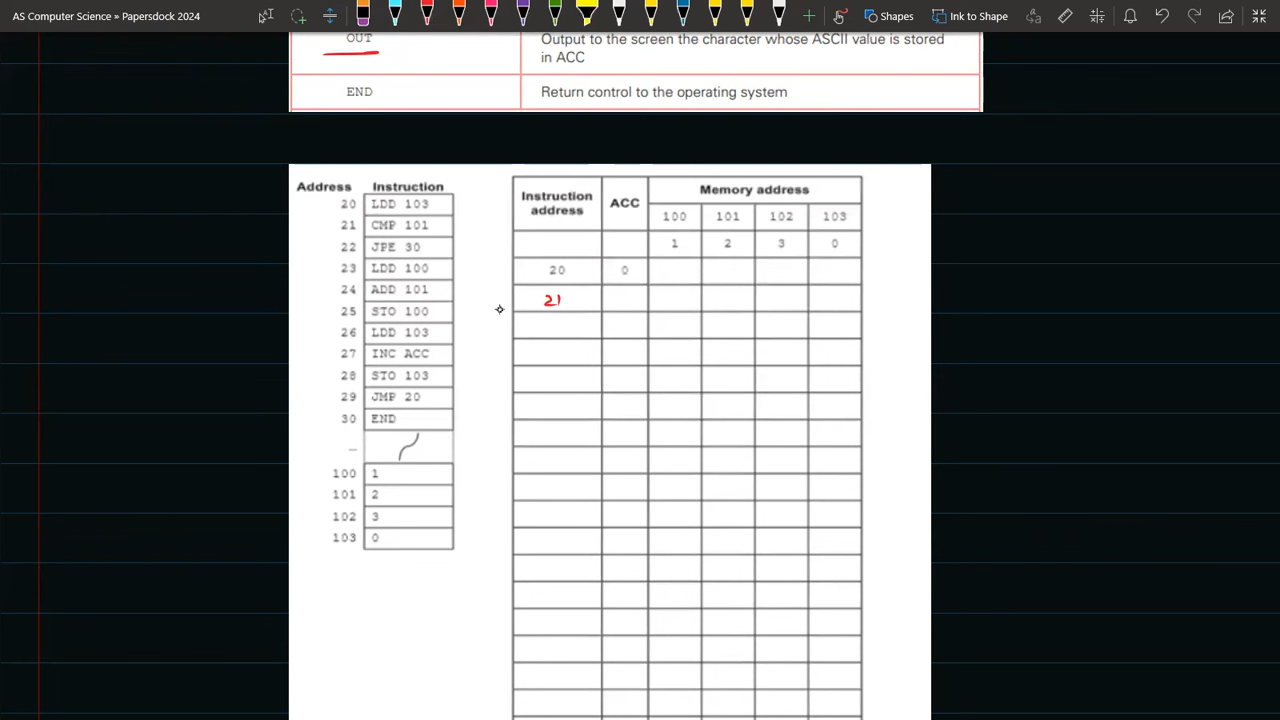 AS Computer Science » Papersdock 2024
Shapes
Ink to Shape
OUT
Output to the screen the character whose ASCII value is stored
in ACC
END
Return control to the operating system
Address Instruction
20 LDD 103
21 CMP 101
22 JPE 30
23 LDD 100
24 ADD 101
25 STO 100
26 LDD 103
27 INC ACC
28 STO 103
29 JMP 20
30 END
100 1
101 2
102 3
103 0
Instruction
address
ACC
Memory address
100 101 102 103
1 2 3 0
20 0
21